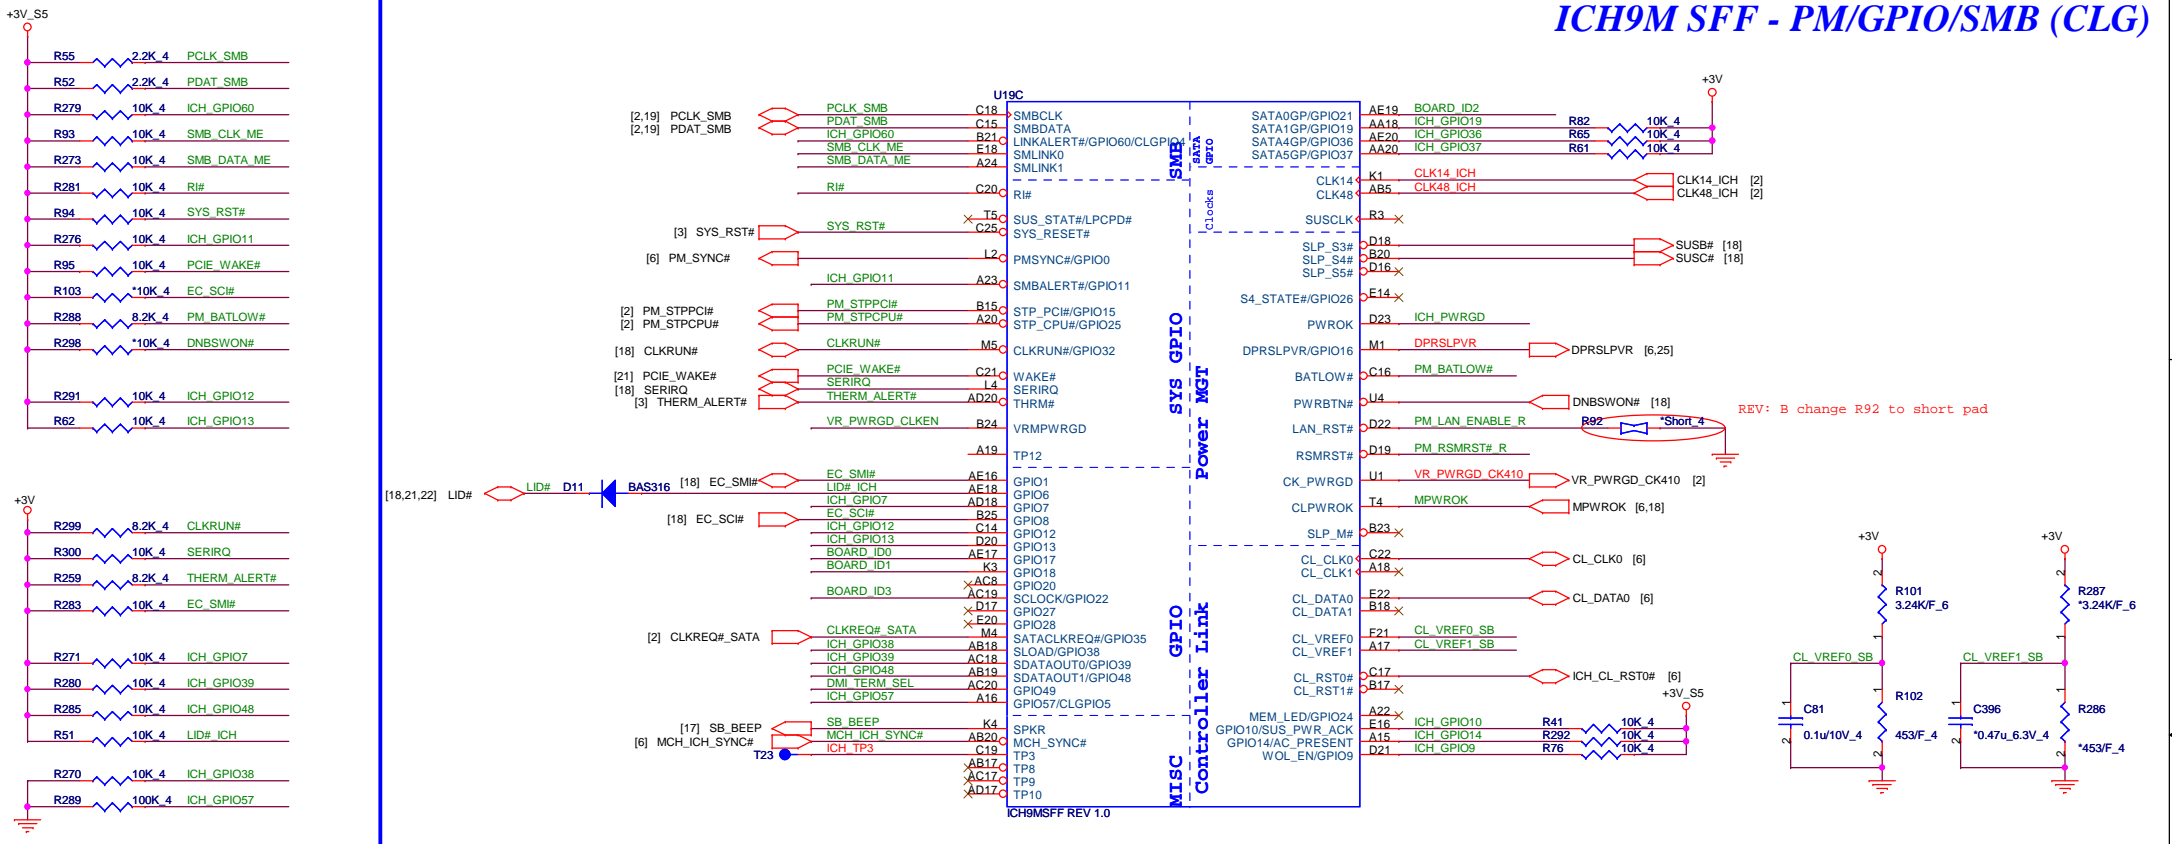 ICH9M SFF - PM/GPIO/SMB (CLG)
+3V_S5
R55 2.2K_4 PCLK_SMB
R52 2.2K_4 PDAT_SMB
R279 10K_4 ICH_GPIO60
R93 10K_4 SMB_CLK_ME
R273 10K_4 SMB_DATA_ME
R281 10K_4 RI#
R94 10K_4 SYS_RST#
R276 10K_4 ICH_GPIO11
R95 10K_4 PCIE_WAKE#
R103 *10K_4 EC_SCI#
R288 8.2K_4 PM_BATLOW#
R298 *10K_4 DNBSWON#
R291 10K_4 ICH_GPIO12
R62 10K_4 ICH_GPIO13
+3V
R299 8.2K_4 CLKRUN#
R300 10K_4 SERIRQ
R259 8.2K_4 THERM_ALERT#
R283 10K_4 EC_SMI#
R271 10K_4 ICH_GPIO7
R280 10K_4 ICH_GPIO39
R285 10K_4 ICH_GPIO48
R51 10K_4 LID#_ICH
R270 10K_4 ICH_GPIO38
R289 100K_4 ICH_GPIO57
U19C
[2,19] PCLK_SMB PCLK_SMB C18 SMBCLK
[2,19] PDAT_SMB PDAT_SMB C15 SMBDATA
ICH_GPIO60 B21 LINKALERT#/GPIO60/CLGPIO4
SMB_CLK_ME E18 SMLINK0
SMB_DATA_ME A24 SMLINK1
RI# C20 RI#
T5 SUS_STAT#/LPCPD#
[3] SYS_RST# SYS_RST# C25 SYS_RESET#
[6] PM_SYNC# L2 PMSYNC#/GPIO0
ICH_GPIO11 A23 SMBALERT#/GPIO11
[2] PM_STPPCI# PM_STPPCI# B15 STP_PCI#/GPIO15
[2] PM_STPCPU# PM_STPCPU# A20 STP_CPU#/GPIO25
[18] CLKRUN# CLKRUN# M5 CLKRUN#/GPIO32
[21] PCIE_WAKE# PCIE_WAKE# C21 WAKE#
[18] SERIRQ SERIRQ L4 SERIRQ
[3] THERM_ALERT# THERM_ALERT# AD20 THRM#
VR_PWRGD_CLKEN B24 VRMPWRGD
A19 TP12
[18] EC_SMI# EC_SMI# AE16 GPIO1
[18,21,22] LID# LID# D11 BAS316 LID#_ICH AE18 GPIO6
ICH_GPIO7 AD18 GPIO7
[18] EC_SCI# EC_SCI# B25 GPIO8
ICH_GPIO12 C14 GPIO12
ICH_GPIO13 D20 GPIO13
BOARD_ID0 AE17 GPIO17
BOARD_ID1 K3 GPIO18
AC8 GPIO20
BOARD_ID3 AC19 SCLOCK/GPIO22
D17 GPIO27
E20 GPIO28
[2] CLKREQ#_SATA CLKREQ#_SATA M4 SATACLKREQ#/GPIO35
ICH_GPIO38 AB18 SLOAD/GPIO38
ICH_GPIO39 AC18 SDATAOUT0/GPIO39
ICH_GPIO48 AB19 SDATAOUT1/GPIO48
DMI_TERM_SEL AC20 GPIO49
ICH_GPIO57 A16 GPIO57/CLGPIO5
[17] SB_BEEP SB_BEEP K4 SPKR
[6] MCH_ICH_SYNC# MCH_ICH_SYNC# AB20 MCH_SYNC#
T23 ICH_TP3 C19 TP3
AB17 TP8
AC17 TP9
AD17 TP10
ICH9MSFF REV 1.0
SMB
SATA
GPIO
Clocks
SYS GPIO
Power MGT
GPIO
Controller Link
MISC
+3V
SATA0GP/GPIO21 AE19 BOARD_ID2
SATA1GP/GPIO19 AA18 ICH_GPIO19 R82 10K_4
SATA4GP/GPIO36 AE20 ICH_GPIO36 R65 10K_4
SATA5GP/GPIO37 AA20 ICH_GPIO37 R61 10K_4
CLK14 K1 CLK14_ICH CLK14_ICH [2]
CLK48 AB5 CLK48_ICH CLK48_ICH [2]
SUSCLK R3
SLP_S3# D18 SUSB# [18]
SLP_S4# B20 SUSC# [18]
SLP_S5# D16
S4_STATE#/GPIO26 E14
PWROK D23 ICH_PWRGD
DPRSLPVR/GPIO16 M1 DPRSLPVR DPRSLPVR [6,25]
BATLOW# C16 PM_BATLOW#
PWRBTN# U4 DNBSWON# [18]
LAN_RST# D22 PM_LAN_ENABLE_R R92 *Short_4
REV: B change R92 to short pad
RSMRST# D19 PM_RSMRST#_R
CK_PWRGD U1 VR_PWRGD_CK410 VR_PWRGD_CK410 [2]
CLPWROK T4 MPWROK MPWROK [6,18]
SLP_M# B23
CL_CLK0 C22 CL_CLK0 [6]
CL_CLK1 A18
CL_DATA0 E22 CL_DATA0 [6]
CL_DATA1 B18
CL_VREF0 F21 CL_VREF0_SB
CL_VREF1 A17 CL_VREF1_SB
CL_RST0# C17 ICH_CL_RST0# [6]
CL_RST1# B17
+3V_S5
MEM_LED/GPIO24 A22
GPIO10/SUS_PWR_ACK E16 ICH_GPIO10 R41 10K_4
GPIO14/AC_PRESENT A15 ICH_GPIO14 R292 10K_4
WOL_EN/GPIO9 D21 ICH_GPIO9 R76 10K_4
+3V +3V
2 2
R101 R287
3.24K/F_6 *3.24K/F_6
1 1
CL_VREF0_SB CL_VREF1_SB
1 1 1 1
R102 R286
C81 C396
0.1u/10V_4 453/F_4 *0.47u_6.3V_4 *453/F_4
2 2 2 2